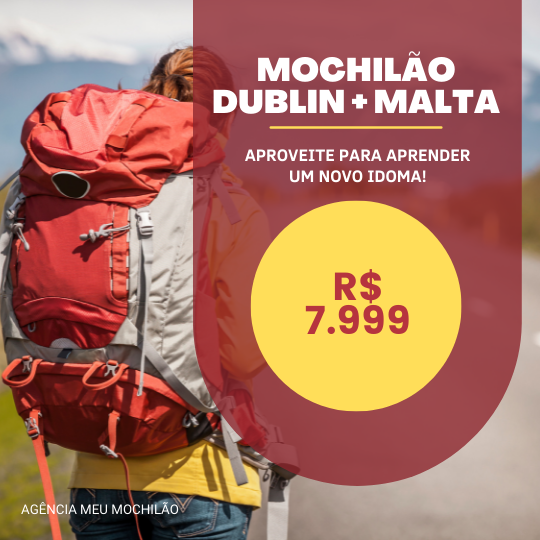 MOCHILÃO
DUBLIN + MALTA
APROVEITE PARA APRENDER
UM NOVO IDOMA!
R$
7.999
AGÊNCIA MEU MOCHILÃO